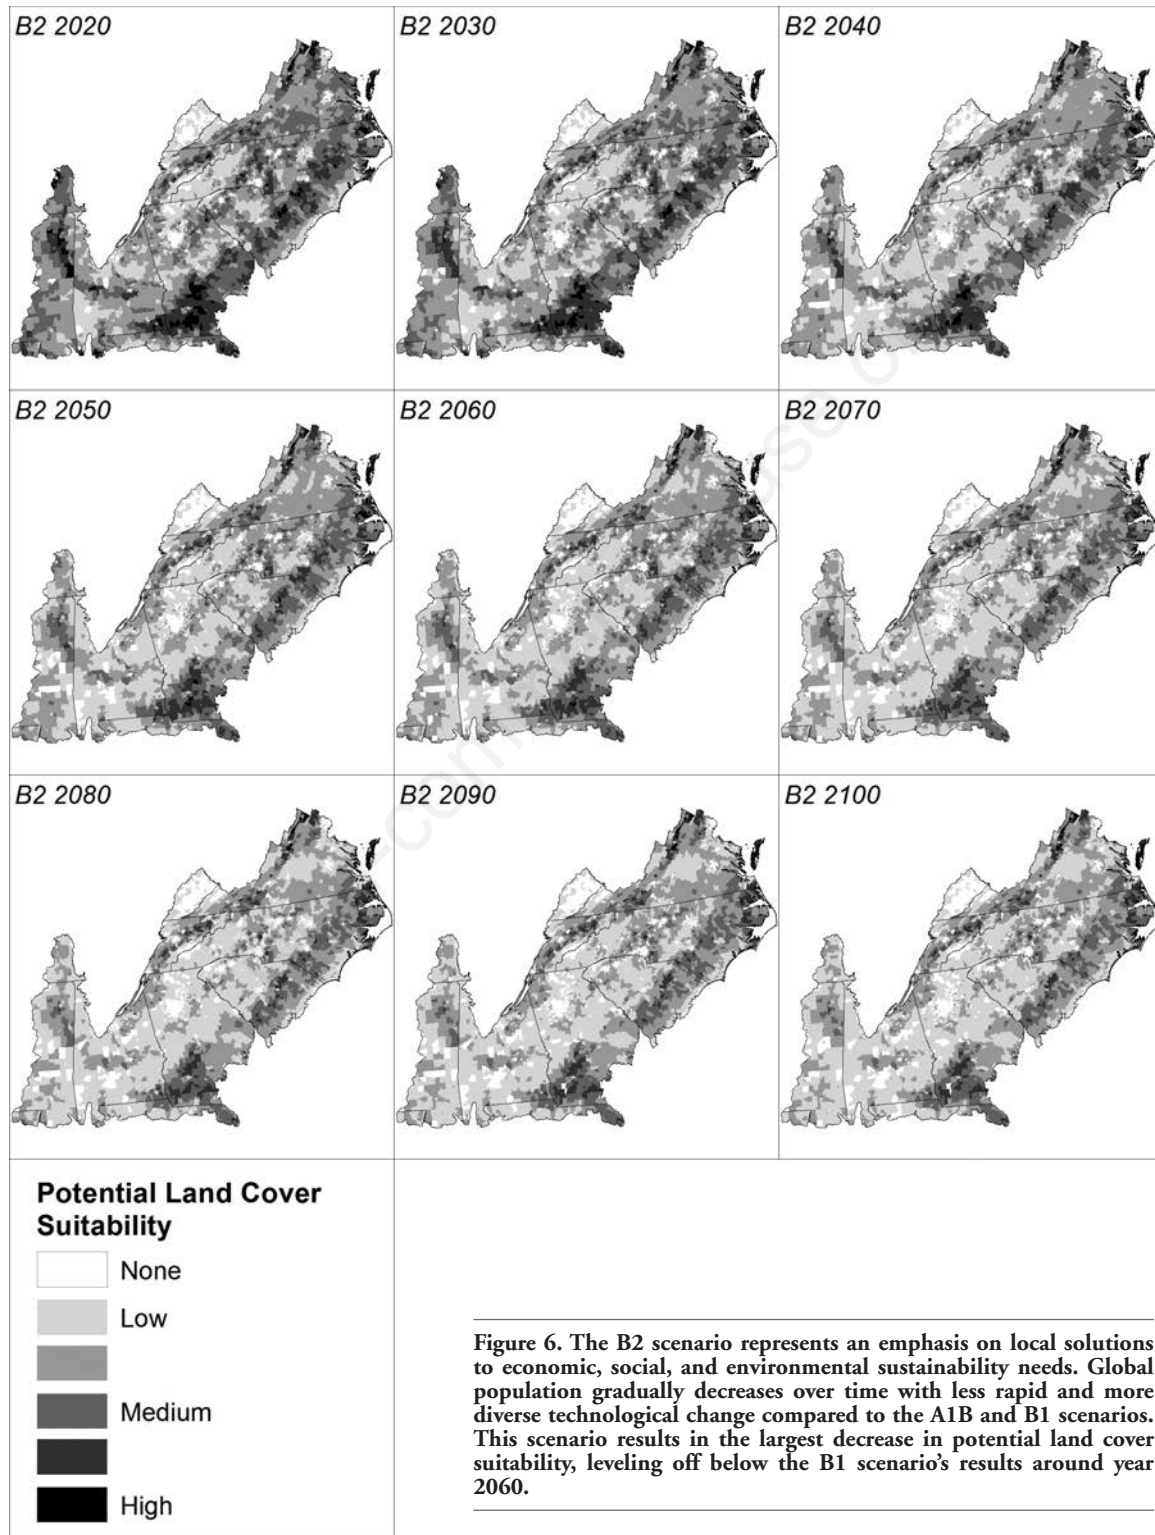 B2 2020
B2 2030
B2 2040
B2 2050
B2 2060
B2 2070
B2 2080
B2 2090
B2 2100
Potential Land Cover
Suitability
None
Low
Medium
High
Figure 6. The B2 scenario represents an emphasis on local solutions
to economic, social, and environmental sustainability needs. Global
population gradually decreases over time with less rapid and more
diverse technological change compared to the A1B and B1 scenarios.
This scenario results in the largest decrease in potential land cover
suitability, leveling off below the B1 scenario's results around year
2060.